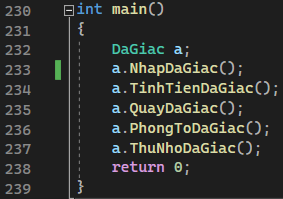 230 int main()
231 {
232 DaGiac a;
233 a.NhapDaGiac();
234 a.TinhTienDaGiac();
235 a.QuayDaGiac();
236 a.PhongToDaGiac();
237 a.ThuNhoDaGiac();
238 return 0;
239 }